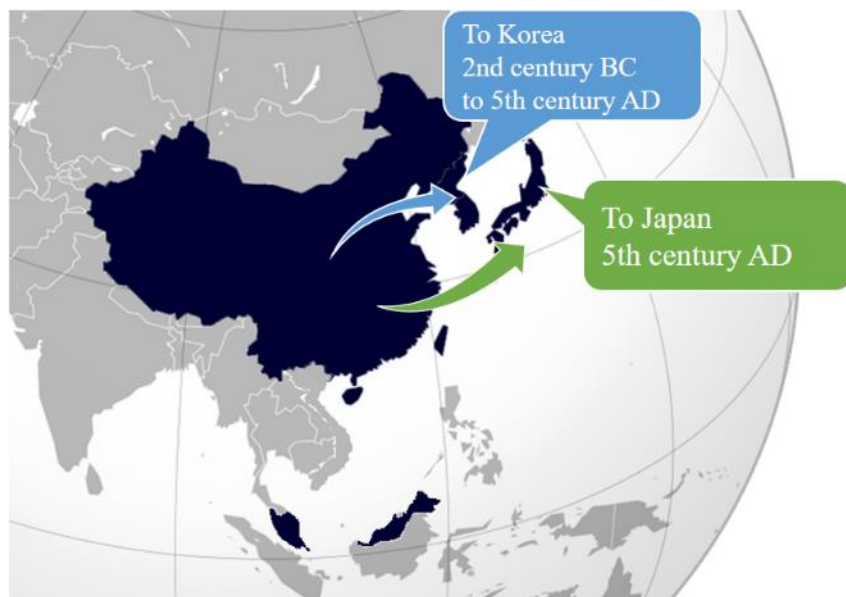 To Korea
2nd century BC
to 5th century AD
To Japan
5th century AD